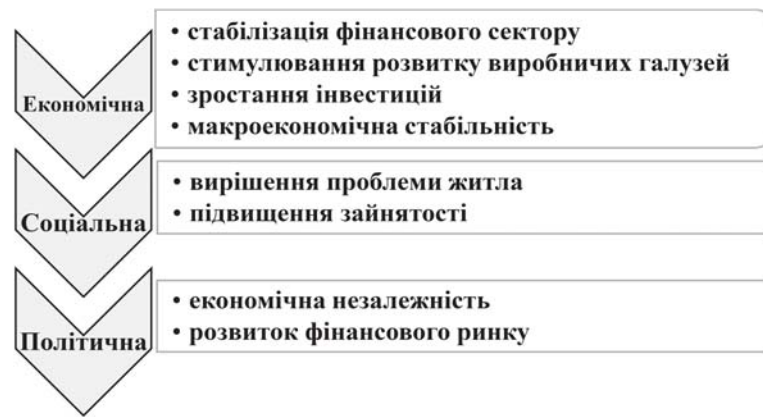 Економічна
• стабілізація фінансового сектору
• стимулювання розвитку виробничих галузей
• зростання інвестицій
• макроекономічна стабільність
Соціальна
• вирішення проблеми житла
• підвищення зайнятості
Політична
• економічна незалежність
• розвиток фінансового ринку